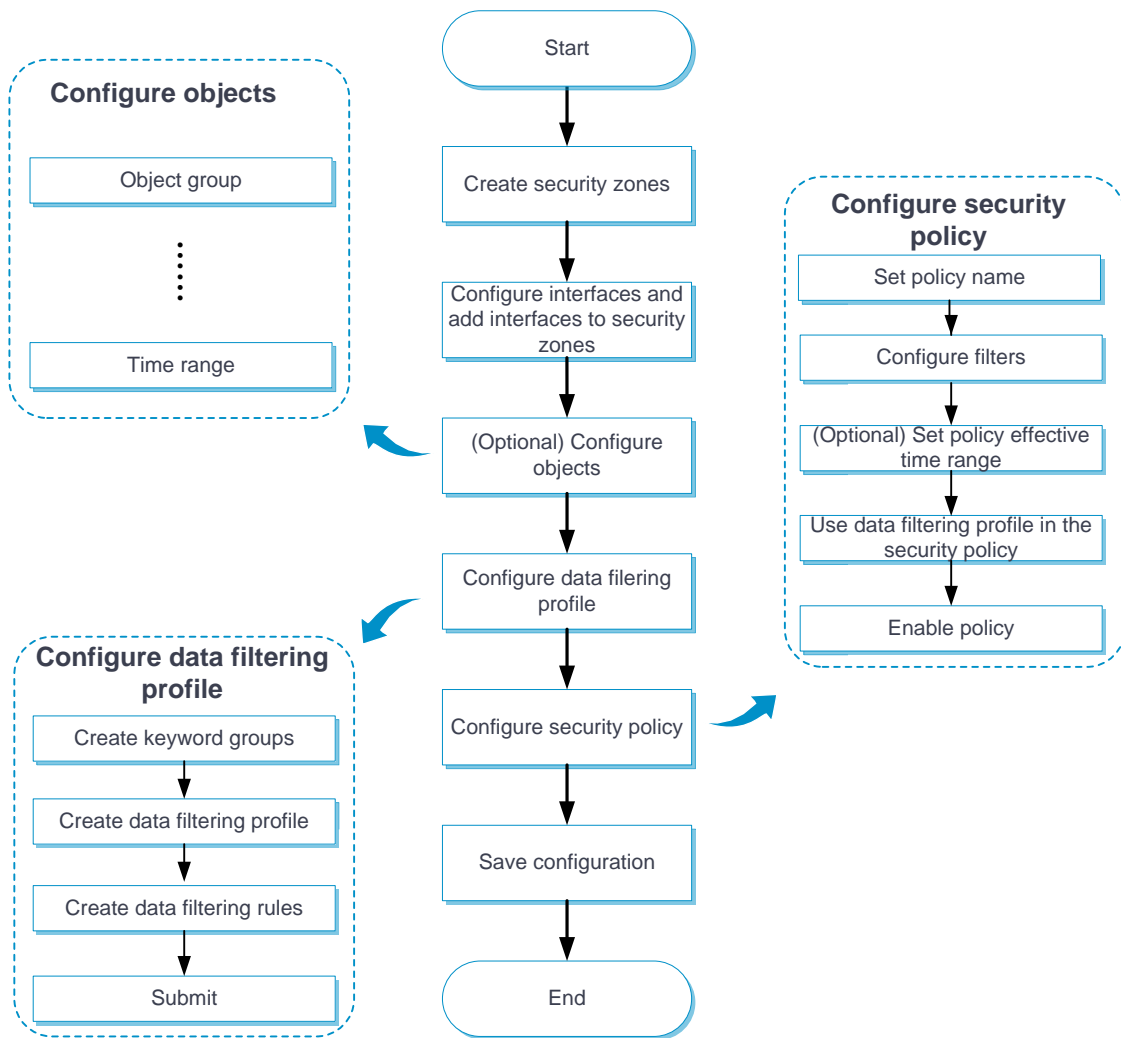 Start
Create security zones
Configure interfaces and
add interfaces to security
zones
(Optional) Configure
objects
Configure data filering
profile
Configure security policy
Save configuration
End
Configure objects
Object group
Time range
Configure data filtering
profile
Create keyword groups
Create data filtering profile
Create data filtering rules
Submit
Configure security
policy
Set policy name
Configure filters
(Optional) Set policy effective
time range
Use data filtering profile in the
security policy
Enable policy